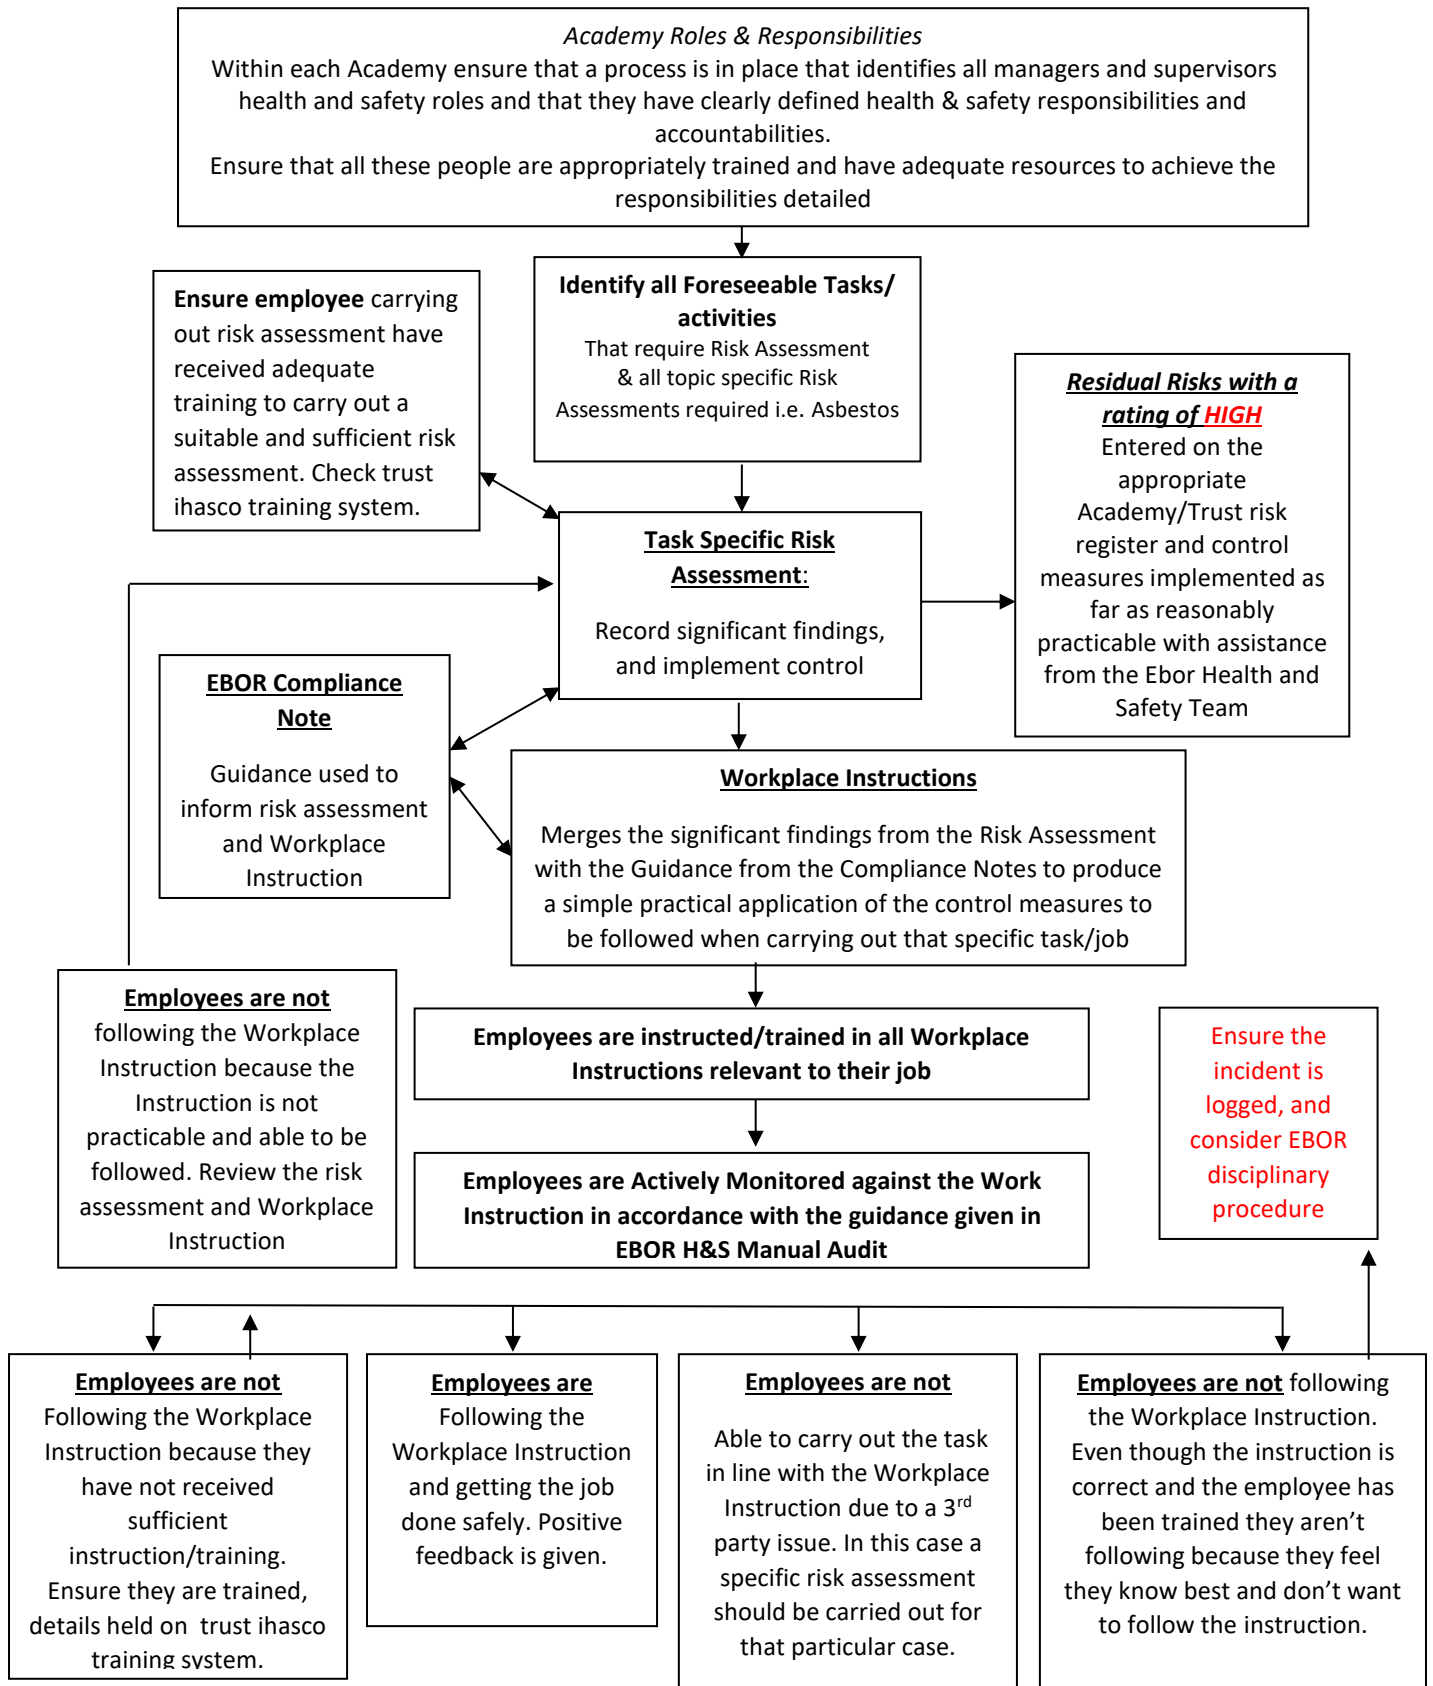 Academy Roles & Responsibilities
Within each Academy ensure that a process is in place that identifies all managers and supervisors
health and safety roles and that they have clearly defined health & safety responsibilities and
accountabilities.
Ensure that all these people are appropriately trained and have adequate resources to achieve the
responsibilities detailed
Identify all Foreseeable Tasks/
activities
That require Risk Assessment
& all topic specific Risk
Assessments required i.e. Asbestos
Ensure employee carrying
out risk assessment have
received adequate
training to carry out a
suitable and sufficient risk
assessment. Check trust
ihasco training system.
Residual Risks with a
rating of HIGH
Entered on the
appropriate
Academy/Trust risk
register and control
measures implemented as
far as reasonably
practicable with assistance
from the Ebor Health and
Safety Team
Task Specific Risk
Assessment:
Record significant findings,
and implement control
EBOR Compliance
Note
Guidance used to
inform risk assessment
and Workplace
Instruction
Workplace Instructions
Merges the significant findings from the Risk Assessment
with the Guidance from the Compliance Notes to produce
a simple practical application of the control measures to
be followed when carrying out that specific task/job
Employees are not
following the Workplace
Instruction because the
Instruction is not
practicable and able to be
followed. Review the risk
assessment and Workplace
Instruction
Employees are instructed/trained in all Workplace
Instructions relevant to their job
Ensure the
incident is
logged, and
consider EBOR
disciplinary
procedure
Employees are Actively Monitored against the Work
Instruction in accordance with the guidance given in
EBOR H&S Manual Audit
Employees are not
Following the Workplace
Instruction because they
have not received
sufficient
instruction/training.
Ensure they are trained,
details held on  trust ihasco
training system.
Employees are
Following the
Workplace Instruction
and getting the job
done safely. Positive
feedback is given.
Employees are not
Able to carry out the task
in line with the Workplace
Instruction due to a 3rd
party issue. In this case a
specific risk assessment
should be carried out for
that particular case.
Employees are not following
the Workplace Instruction.
Even though the instruction is
correct and the employee has
been trained they aren’t
following because they feel
they know best and don’t want
to follow the instruction.